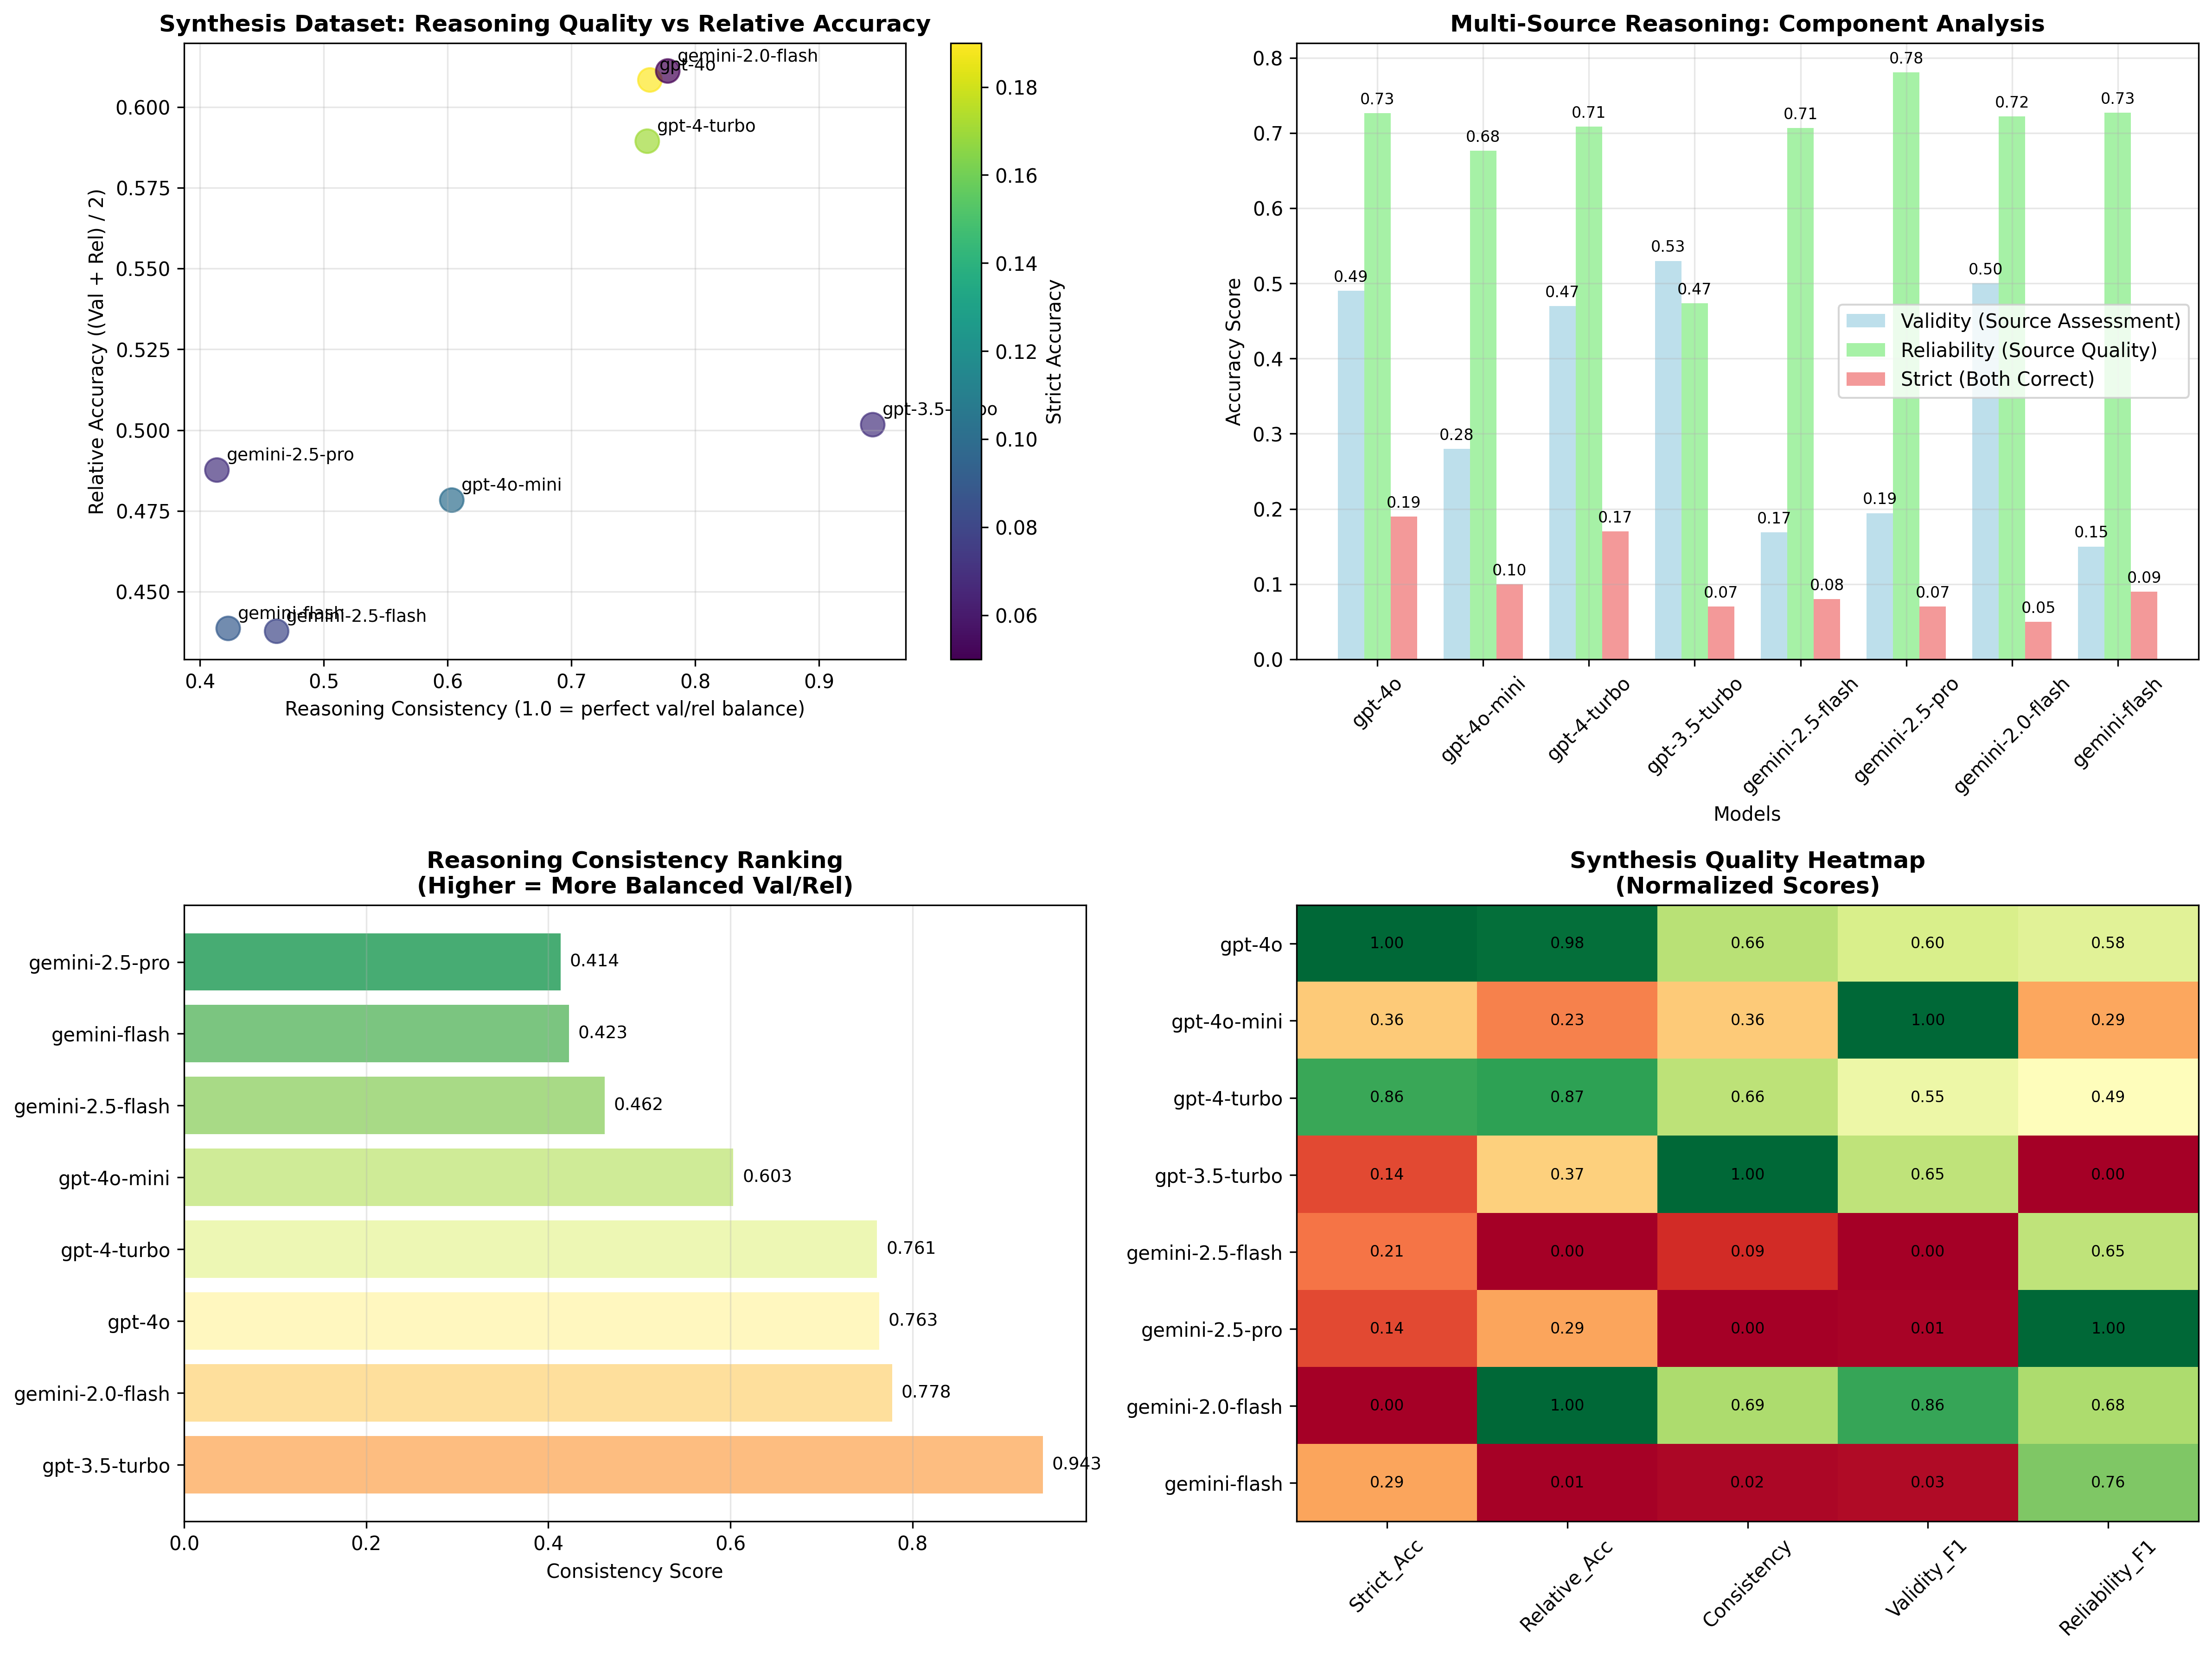 Synthesis Dataset: Reasoning Quality vs Relative Accuracy
gemini-2.0-flash
gpt-4o
gpt-4-turbo
gpt-3.5-turbo
gemini-2.5-pro
gpt-4o-mini
gemini-flash
gemini-2.5-flash
0.600
0.575
0.550
0.525
0.500
0.475
0.450
Relative Accuracy ((Val + Rel) / 2)
0.4 0.5 0.6 0.7 0.8 0.9
Reasoning Consistency (1.0 = perfect val/rel balance)
0.18
0.16
0.14
0.12
0.10
0.08
0.06
Strict Accuracy
Multi-Source Reasoning: Component Analysis
0.8
0.7
0.6
0.5
0.4
0.3
0.2
0.1
0.0
Accuracy Score
0.49 0.73 0.19
0.28 0.68 0.10
0.47 0.71 0.17
0.53 0.47 0.07
0.17 0.71 0.08
0.19 0.78 0.07
0.50 0.72 0.05
0.15 0.73 0.09
Validity (Source Assessment)
Reliability (Source Quality)
Strict (Both Correct)
gpt-4o
gpt-4o-mini
gpt-4-turbo
gpt-3.5-turbo
gemini-2.5-flash
gemini-2.5-pro
gemini-2.0-flash
gemini-flash
Models
Reasoning Consistency Ranking
(Higher = More Balanced Val/Rel)
gemini-2.5-pro 0.414
gemini-flash 0.423
gemini-2.5-flash 0.462
gpt-4o-mini 0.603
gpt-4-turbo 0.761
gpt-4o 0.763
gemini-2.0-flash 0.778
gpt-3.5-turbo 0.943
0.0 0.2 0.4 0.6 0.8
Consistency Score
Synthesis Quality Heatmap
(Normalized Scores)
gpt-4o 1.00 0.98 0.66 0.60 0.58
gpt-4o-mini 0.36 0.23 0.36 1.00 0.29
gpt-4-turbo 0.86 0.87 0.66 0.55 0.49
gpt-3.5-turbo 0.14 0.37 1.00 0.65 0.00
gemini-2.5-flash 0.21 0.00 0.09 0.00 0.65
gemini-2.5-pro 0.14 0.29 0.00 0.01 1.00
gemini-2.0-flash 0.00 1.00 0.69 0.86 0.68
gemini-flash 0.29 0.01 0.02 0.03 0.76
Strict_Acc
Relative_Acc
Consistency
Validity_F1
Reliability_F1